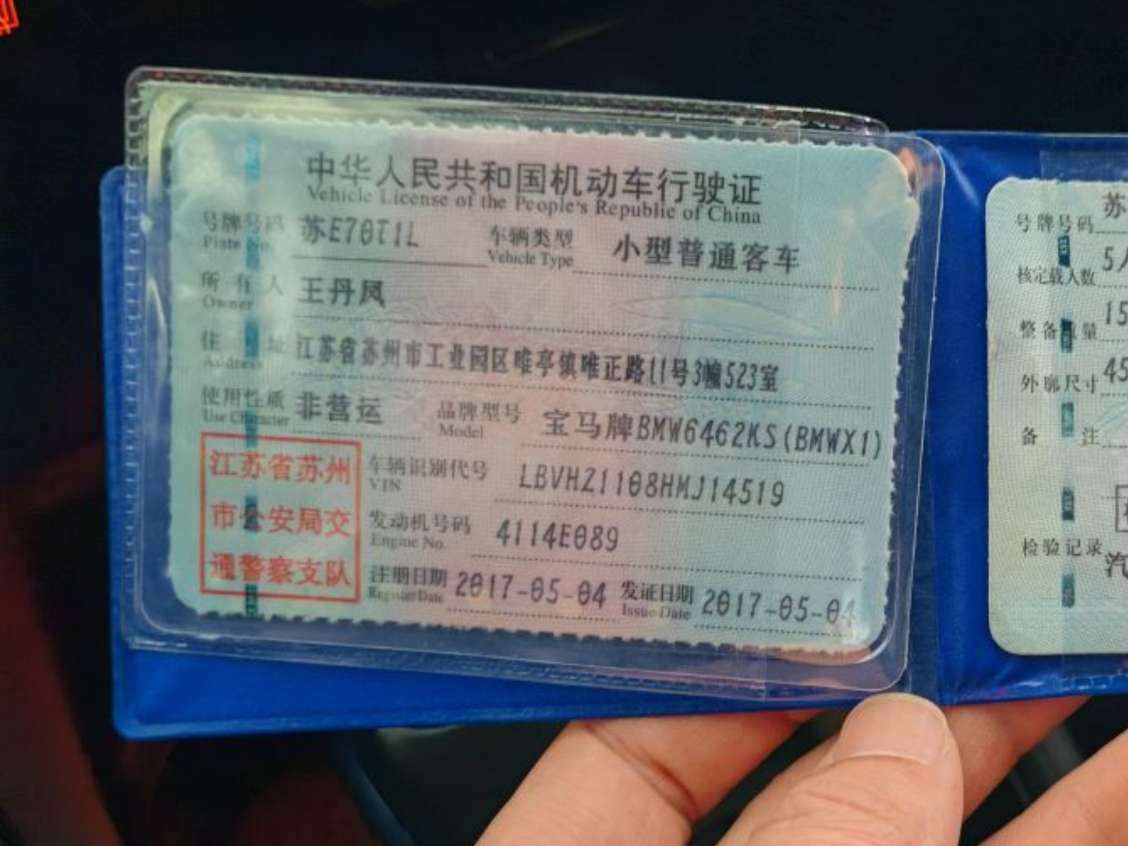 中华人民共和国机动车行驶证
Vehicle License of the People's Republic of China
号牌号码 苏E70T1L 车辆类型 小型普通客车
Plate No. Vehicle Type
所有人 王丹凤
Owner
住址 江苏省苏州市工业园区唯亭镇唯正路11号3幢523室
Address
使用性质 非营运 品牌型号 宝马牌BMW6462KS(BMWX1)
Use Character Model
江苏省苏州
市公安局交
通警察支队
车辆识别代号 LBVHZ1108HMJ14519
VIN
发动机号码 4114E089
Engine No.
注册日期 2017-05-04 发证日期 2017-05-04
Register Date Issue Date
号牌号码 苏
核定载人数 5人
整备质量 15
外廓尺寸 45
备注
检验记录
汽